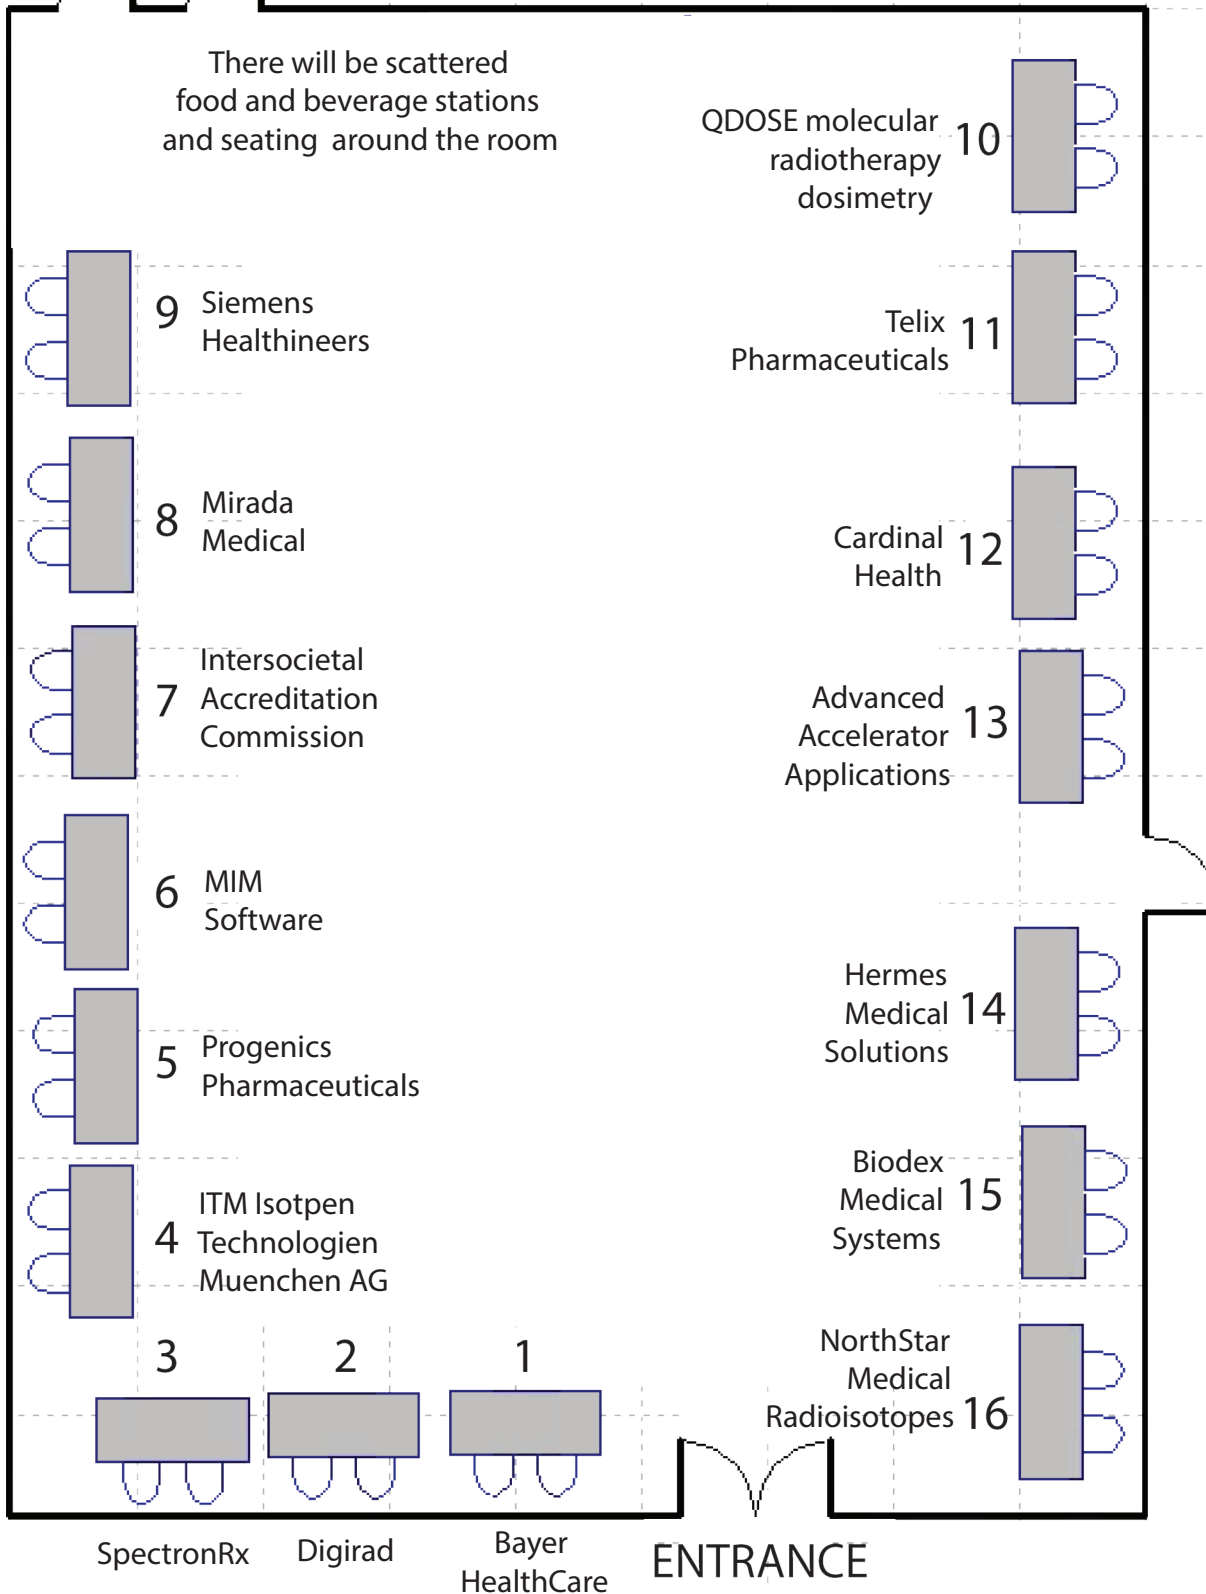 There will be scattered
food and beverage stations
and seating around the room
QDOSE molecular
radiotherapy
dosimetry
10
9
Siemens
Healthineers
Telix
Pharmaceuticals
11
8
Mirada
Medical
Cardinal
Health
12
7
Intersocietal
Accreditation
Commission
Advanced
Accelerator
Applications
13
6
MIM
Software
Hermes
Medical
Solutions
14
5
Progenics
Pharmaceuticals
Biodex
Medical
Systems
15
4
ITM Isotpen
Technologien
Muenchen AG
NorthStar
Medical
Radioisotopes
16
3
2
1
SpectronRx
Digirad
Bayer
HealthCare
ENTRANCE